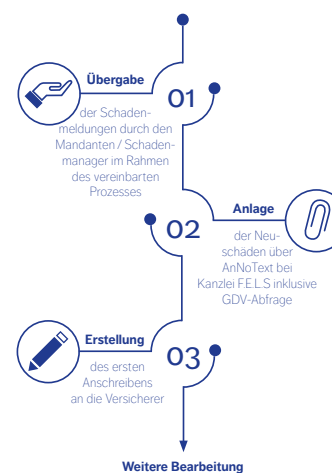 Übergabe
01
der Schaden-
meldungen durch den
Mandanten / Schaden-
manager im Rahmen
des vereinbarten
Prozesses
Anlage
02
der Neu-
schäden über
AnNoText bei
Kanzlei F.E.L.S inklusive
GDV-Abfrage
Erstellung
03
des ersten
Anschreibens
an die Versicherer
Weitere Bearbeitung